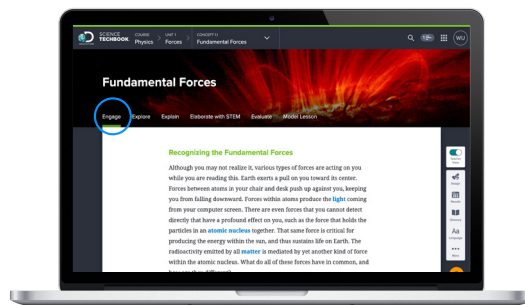 SCIENCE
TECHBOOK
COURSE
Physics
UNIT 1
Forces
CONCEPT 1.1
Fundamental Forces
WU
Fundamental Forces
Engage Explore Explain Elaborate with STEM Evaluate Model Lesson
Recognizing the Fundamental Forces
Although you may not realize it, various types of forces are acting on you
while you are reading this. Earth exerts a pull on you toward its center.
Forces between atoms in your chair and desk push up against you, keeping
you from falling downward. Forces within atoms produce the light coming
from your computer screen. There are even forces that you cannot detect
directly that have a profound effect on you, such as the force that holds the
particles in an atomic nucleus together. That same force is critical for
producing the energy within the sun, and thus sustains life on Earth. The
radioactivity emitted by all matter is mediated by yet another kind of force
within the atomic nucleus. What do all of these forces have in common, and
how are they different?
Teacher
View
Assign
Aa
Language
More